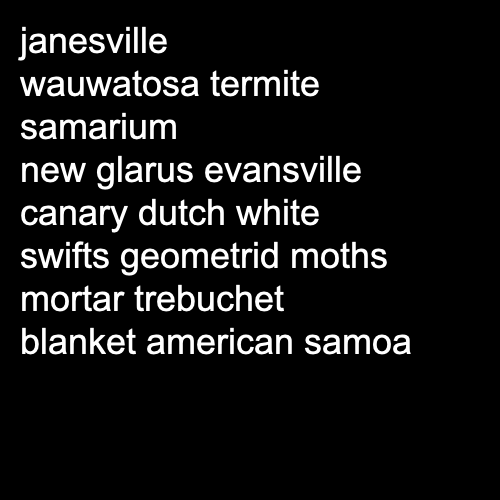 janesville
wauwatosa termite
samarium
new glarus evansville
canary dutch white
swifts geometrid moths
mortar trebuchet
blanket american samoa